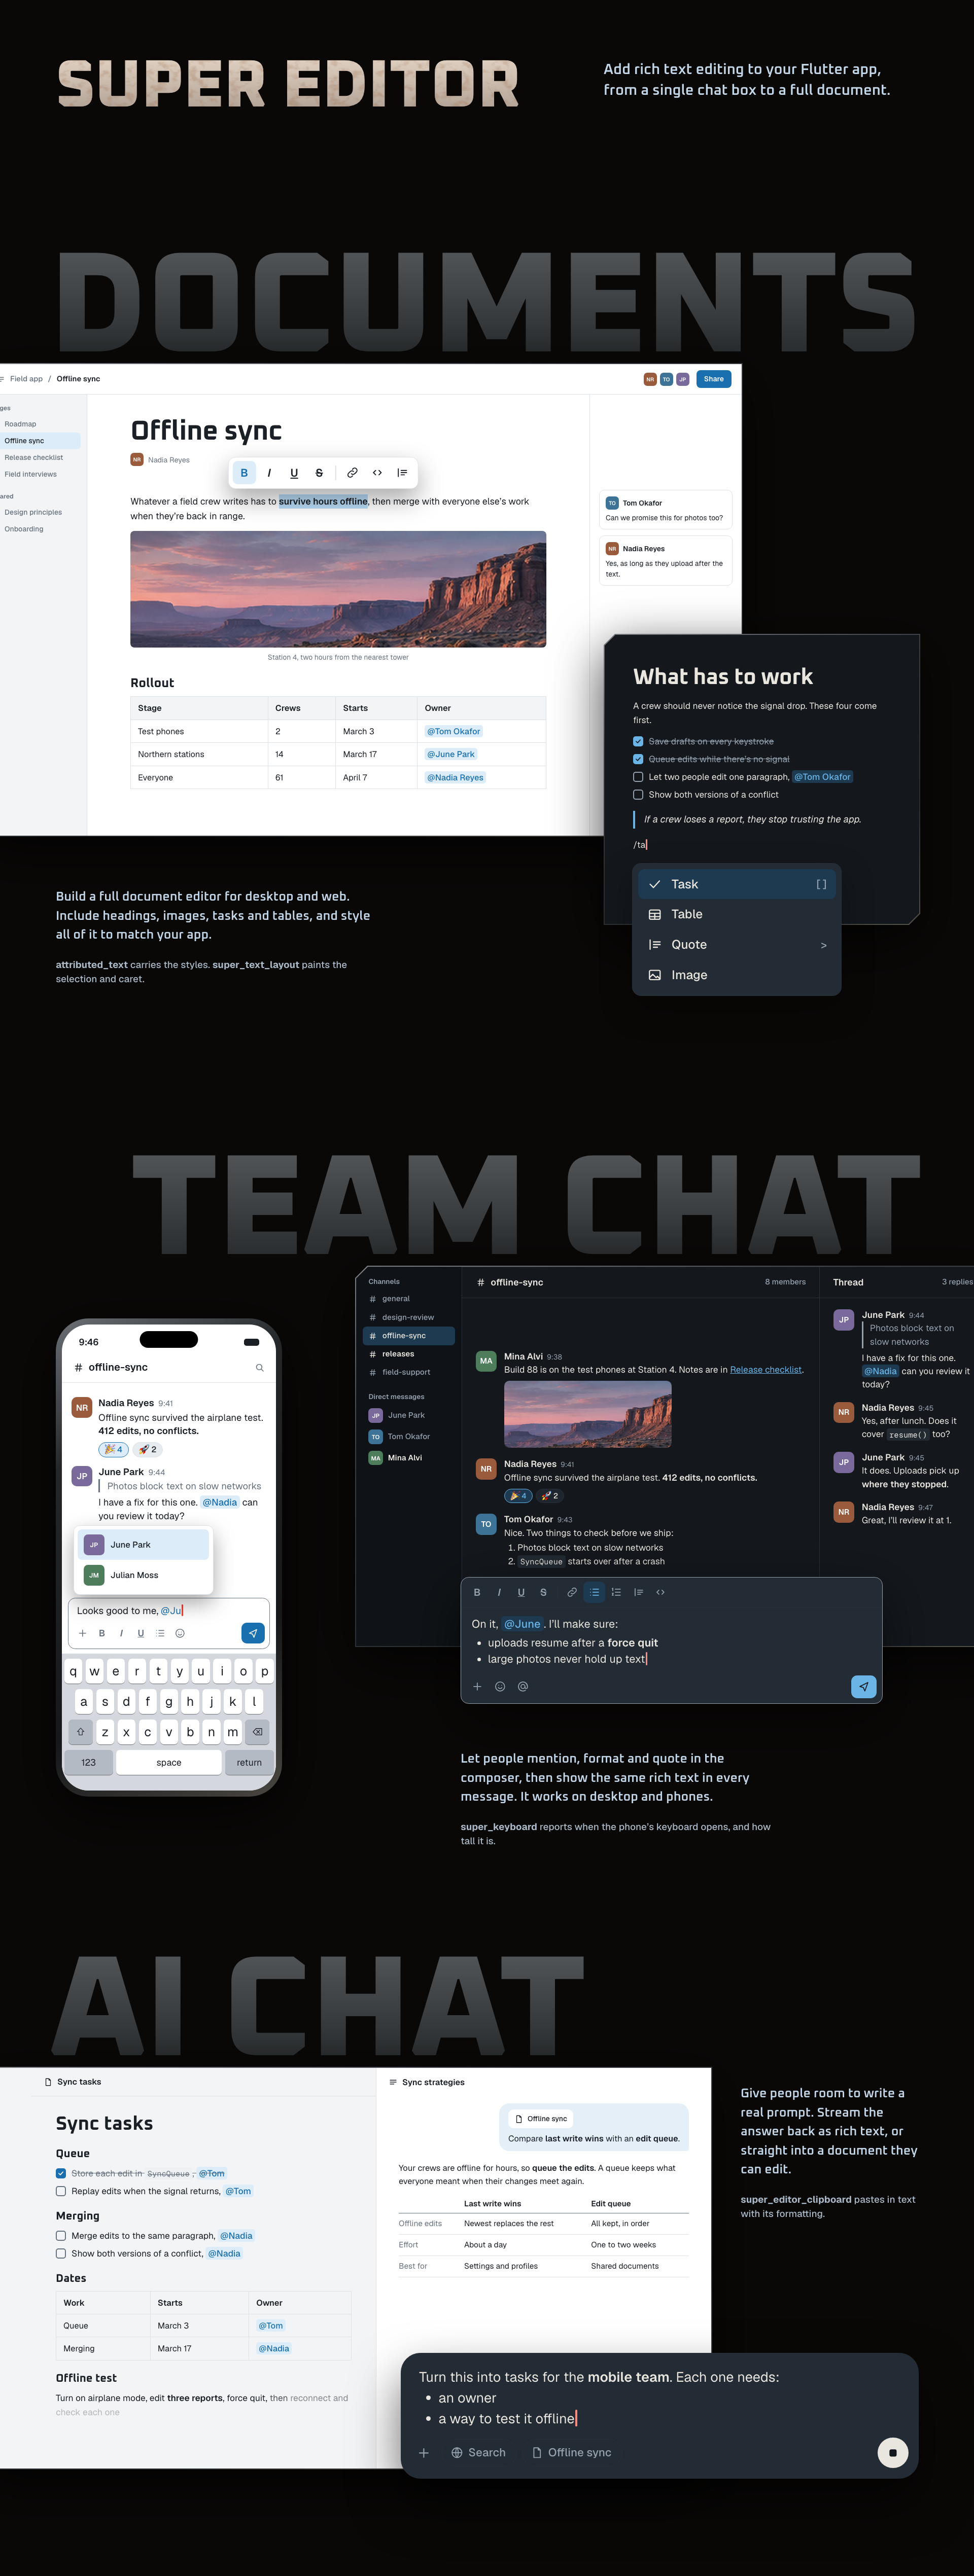 SUPER EDITOR
Add rich text editing to your Flutter app,
from a single chat box to a full document.
DOCUMENTS
Field app / Offline sync
NR TO JP Share
ges
Roadmap
Offline sync
Release checklist
Field interviews
ared
Design principles
Onboarding
Offline sync
NR Nadia Reyes
B I U S
Whatever a field crew writes has to survive hours offline, then merge with everyone else's work
when they're back in range.
Station 4, two hours from the nearest tower
Rollout
Stage Crews Starts Owner
Test phones 2 March 3 @Tom Okafor
Northern stations 14 March 17 @June Park
Everyone 61 April 7 @Nadia Reyes
TO Tom Okafor
Can we promise this for photos too?
NR Nadia Reyes
Yes, as long as they upload after the
text.
What has to work
A crew should never notice the signal drop. These four come
first.
Save drafts on every keystroke
Queue edits while there's no signal
Let two people edit one paragraph, @Tom Okafor
Show both versions of a conflict
If a crew loses a report, they stop trusting the app.
/ta
Task []
Table
Quote >
Image
Build a full document editor for desktop and web.
Include headings, images, tasks and tables, and style
all of it to match your app.
attributed_text carries the styles. super_text_layout paints the
selection and caret.
TEAM CHAT
9:46
# offline-sync
NR Nadia Reyes 9:41
Offline sync survived the airplane test.
412 edits, no conflicts.
🎉 4 🚀 2
JP June Park 9:44
Photos block text on slow networks
I have a fix for this one. @Nadia can
you review it today?
JP June Park
JM Julian Moss
Looks good to me, @Ju
B I U
q w e r t y u i o p
a s d f g h j k l
z x c v b n m
123 space return
Channels
# general
# design-review
# offline-sync
# releases
# field-support
Direct messages
JP June Park
TO Tom Okafor
MA Mina Alvi
# offline-sync 8 members
MA Mina Alvi 9:38
Build 88 is on the test phones at Station 4. Notes are in Release checklist.
NR Nadia Reyes 9:41
Offline sync survived the airplane test. 412 edits, no conflicts.
🎉 4 🚀 2
TO Tom Okafor 9:43
Nice. Two things to check before we ship:
1. Photos block text on slow networks
2. SyncQueue starts over after a crash
Thread 3 replies
JP June Park 9:44
Photos block text on
slow networks
I have a fix for this one.
@Nadia can you review it
today?
NR Nadia Reyes 9:45
Yes, after lunch. Does it
cover resume() too?
JP June Park 9:45
It does. Uploads pick up
where they stopped.
NR Nadia Reyes 9:47
Great, I'll review it at 1.
B I U S
On it, @June. I'll make sure:
• uploads resume after a force quit
• large photos never hold up text
Let people mention, format and quote in the
composer, then show the same rich text in every
message. It works on desktop and phones.
super_keyboard reports when the phone's keyboard opens, and how
tall it is.
AI CHAT
Sync tasks
Sync tasks
Queue
Store each edit in SyncQueue, @Tom
Replay edits when the signal returns, @Tom
Merging
Merge edits to the same paragraph, @Nadia
Show both versions of a conflict, @Nadia
Dates
Work Starts Owner
Queue March 3 @Tom
Merging March 17 @Nadia
Offline test
Turn on airplane mode, edit three reports, force quit, then reconnect and
check each one
Sync strategies
Offline sync
Compare last write wins with an edit queue.
Your crews are offline for hours, so queue the edits. A queue keeps what
everyone meant when their changes meet again.
Last write wins Edit queue
Offline edits Newest replaces the rest All kept, in order
Effort About a day One to two weeks
Best for Settings and profiles Shared documents
Give people room to write a
real prompt. Stream the
answer back as rich text, or
straight into a document they
can edit.
super_editor_clipboard pastes in text
with its formatting.
Turn this into tasks for the mobile team. Each one needs:
• an owner
• a way to test it offline
Search Offline sync